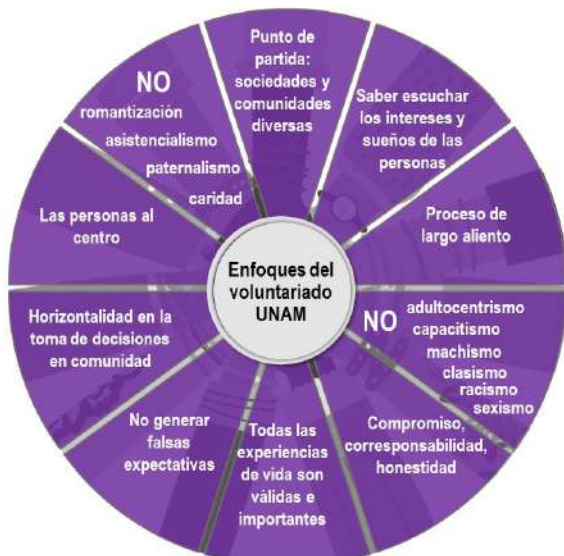 Enfoques del
voluntariado
UNAM
Punto de
partida:
sociedades y
comunidades
diversas
Saber escuchar
los intereses y
sueños de las
personas
Proceso de
largo aliento
NO
adultocentrismo
capacitismo
machismo
clasismo
racismo
sexismo
Compromiso,
corresponsabilidad,
honestidad
Todas las
experiencias
de vida son
válidas e
importantes
No generar
falsas
expectativas
Horizontalidad en la
toma de decisiones
en comunidad
Las personas al
centro
NO
romantización
asistencialismo
paternalismo
caridad